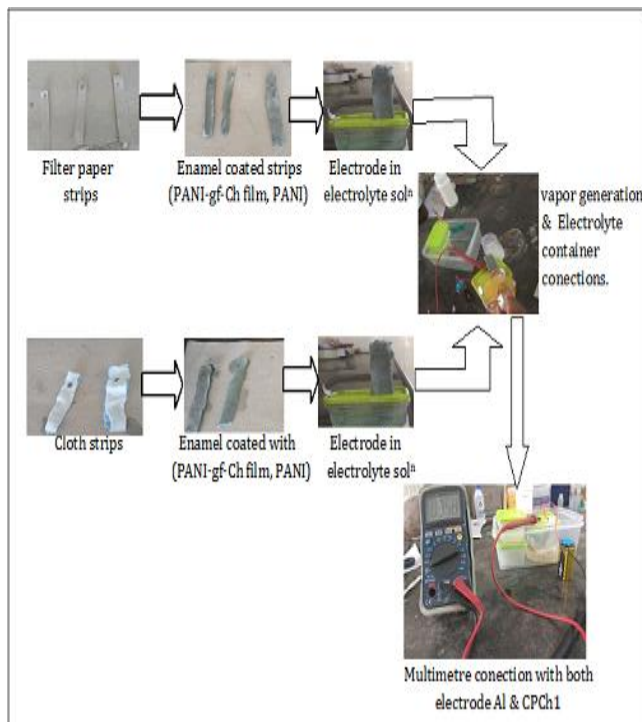 Filter paper
strips
Enamel coated strips
(PANI-gf-Ch film, PANI)
Electrode in
electrolyte solⁿ
vapor generation
& Electrolyte
container
conections.
Cloth strips
Enamel coated with
(PANI-gf-Ch film, PANI)
Electrode in
electrolyte solⁿ
Multimetre conection with both
electrode Al & CPCh1